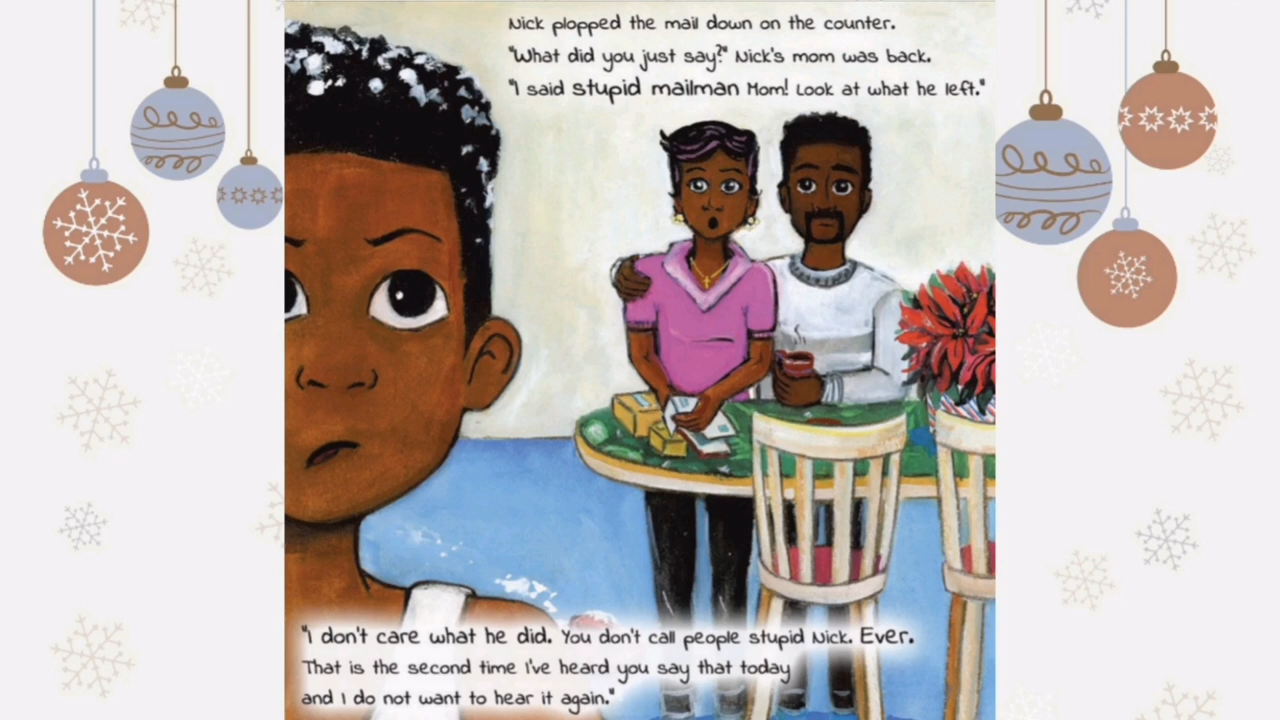 Nick plopped the mail down on the counter.
"What did you just say?" Nick's mom was back.
"I said stupid mailman Mom! Look at what he left."
"I don't care what he did. You don't call people stupid Nick. Ever.
That is the second time I've heard you say that today
and I do not want to hear it again."